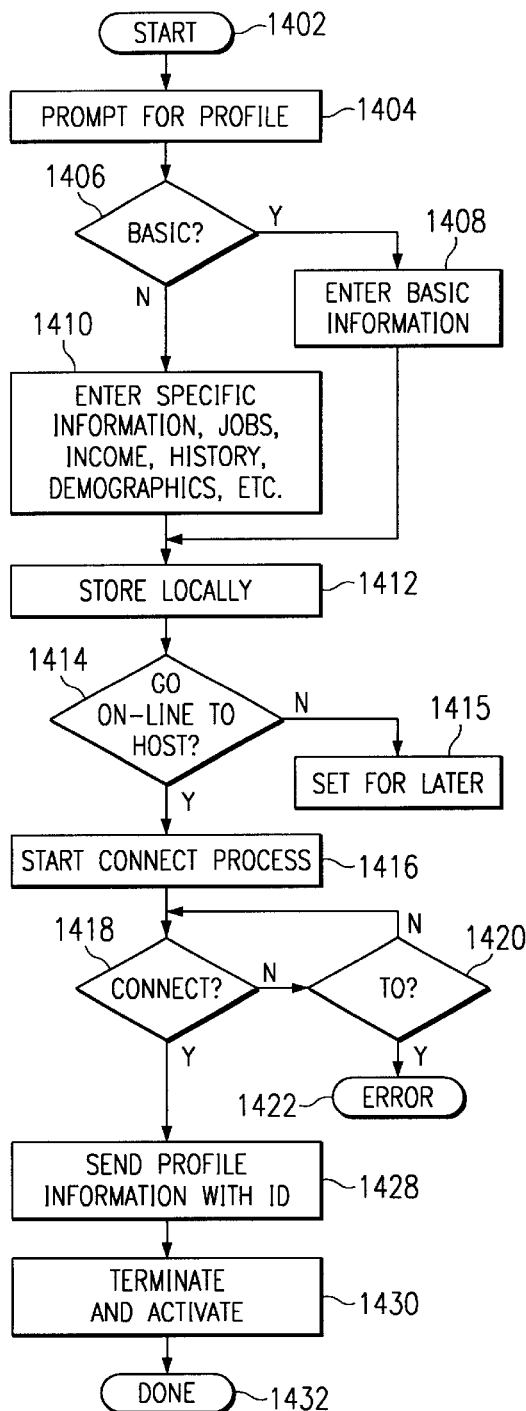 START
1402
PROMPT FOR PROFILE
1404
1406
BASIC?
Y
N
1408
ENTER BASIC
INFORMATION
1410
ENTER SPECIFIC
INFORMATION, JOBS,
INCOME, HISTORY,
DEMOGRAPHICS, ETC.
STORE LOCALLY
1412
1414
GO
ON-LINE TO
HOST?
N
Y
1415
SET FOR LATER
START CONNECT PROCESS
1416
1418
CONNECT?
N
Y
N
1420
TO?
Y
1422
ERROR
SEND PROFILE
INFORMATION WITH ID
1428
TERMINATE
AND ACTIVATE
1430
DONE
1432